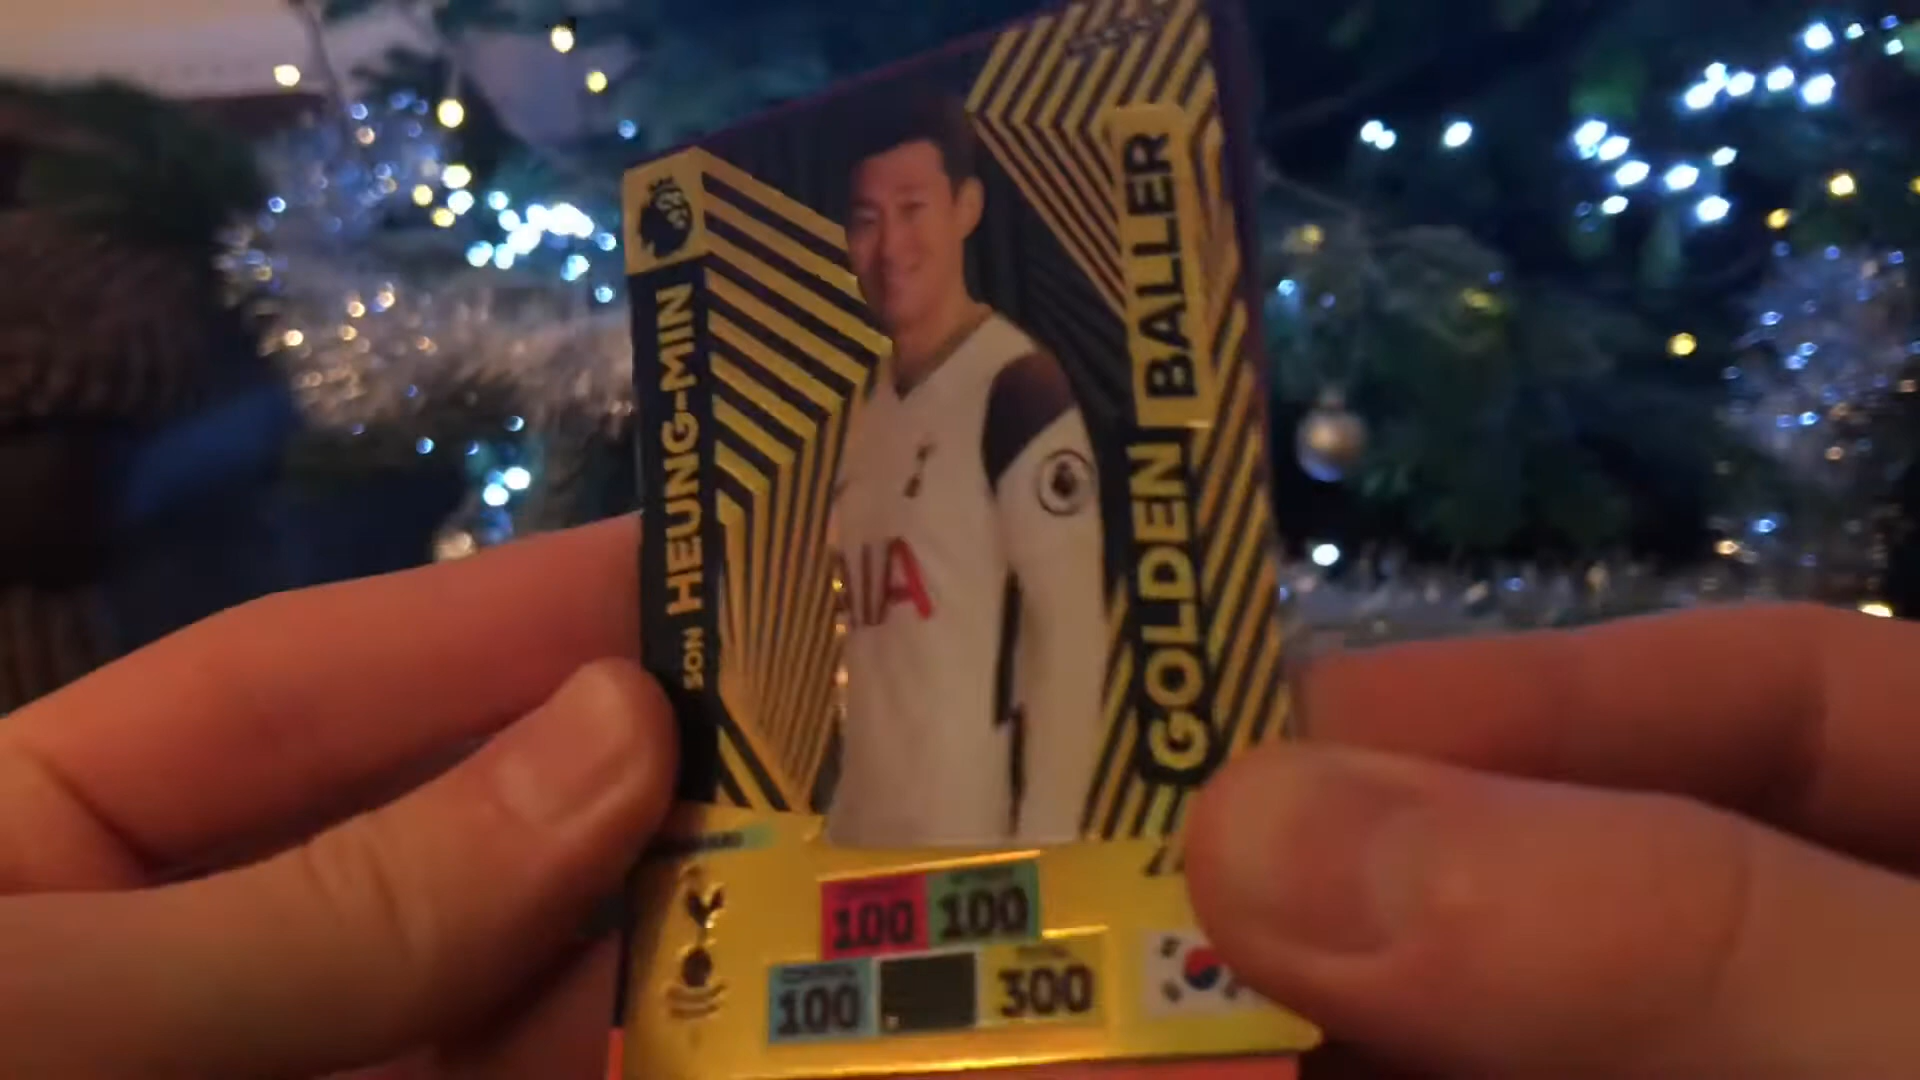 SON HEUNG-MIN
GOLDEN BALLER
AIA
100 100
100 300